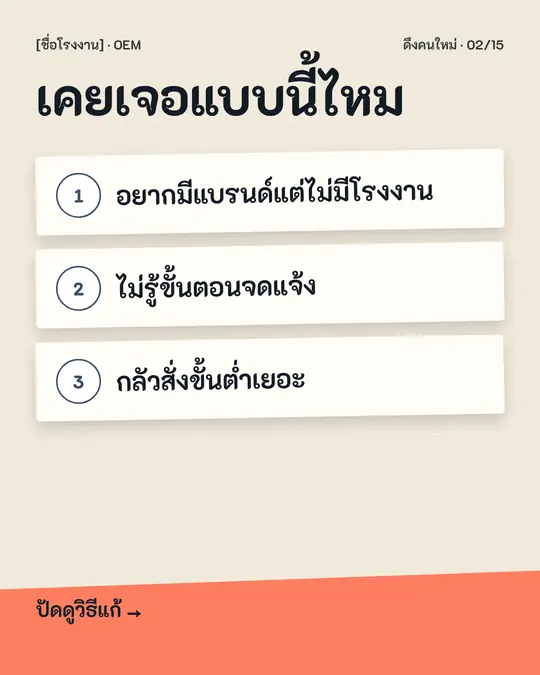 [ชื่อโรงงาน] · OEM
ดึงคนใหม่ · 02/15
เคยเจอแบบนี้ไหม
1 อยากมีแบรนด์แต่ไม่มีโรงงาน
2 ไม่รู้ขั้นตอนจดแจ้ง
3 กลัวสั่งขั้นต่ำเยอะ
ปัดดูวิธีแก้ →